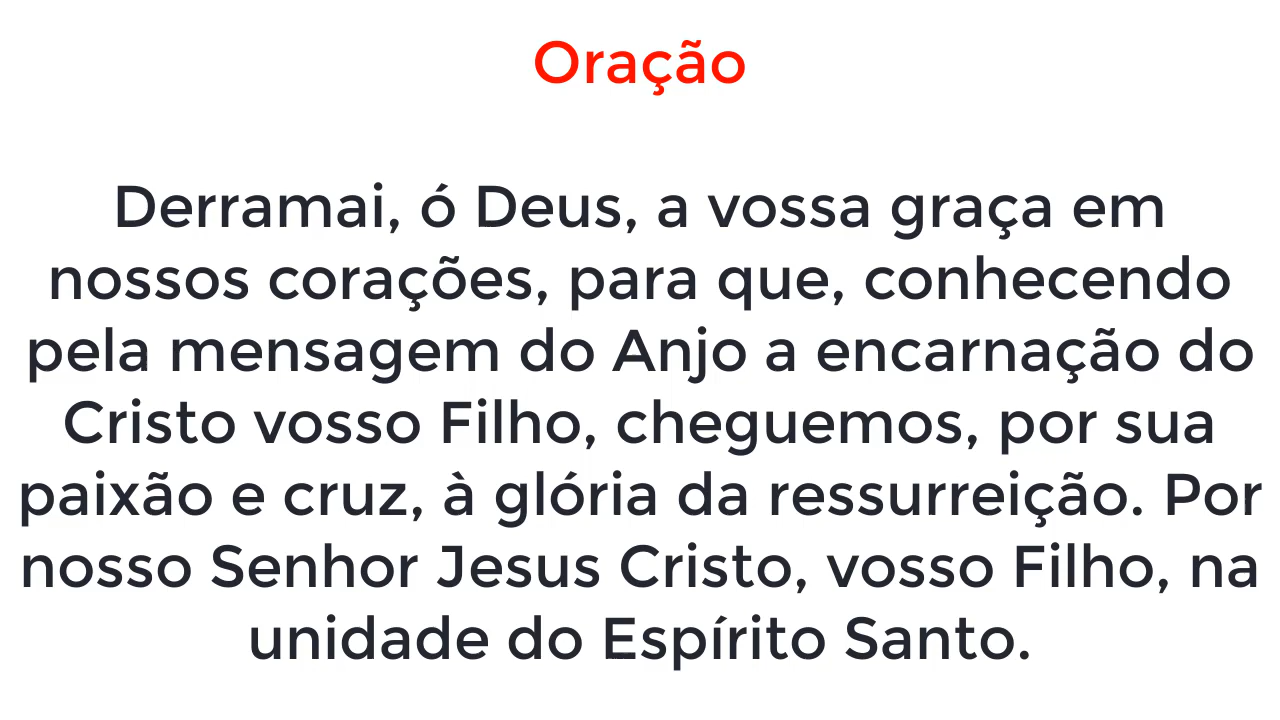 Oração
Derramai, ó Deus, a vossa graça em
nossos corações, para que, conhecendo
pela mensagem do Anjo a encarnação do
Cristo vosso Filho, cheguemos, por sua
paixão e cruz, à glória da ressurreição. Por
nosso Senhor Jesus Cristo, vosso Filho, na
unidade do Espírito Santo.